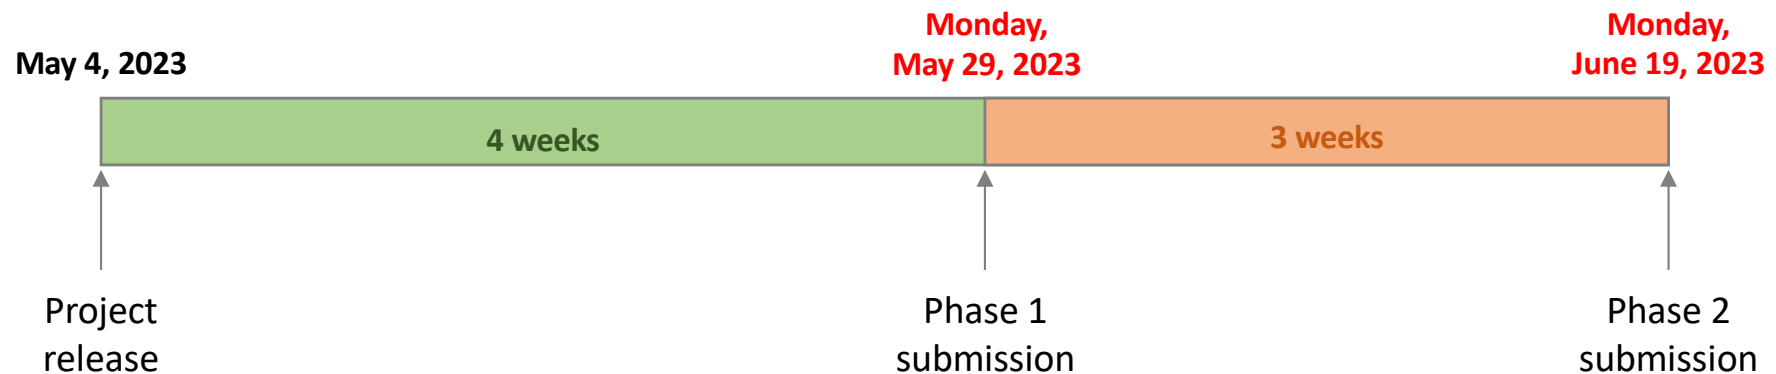 May 4, 2023
Monday,
May 29, 2023
Monday,
June 19, 2023
4 weeks
3 weeks
Project
release
Phase 1
submission
Phase 2
submission